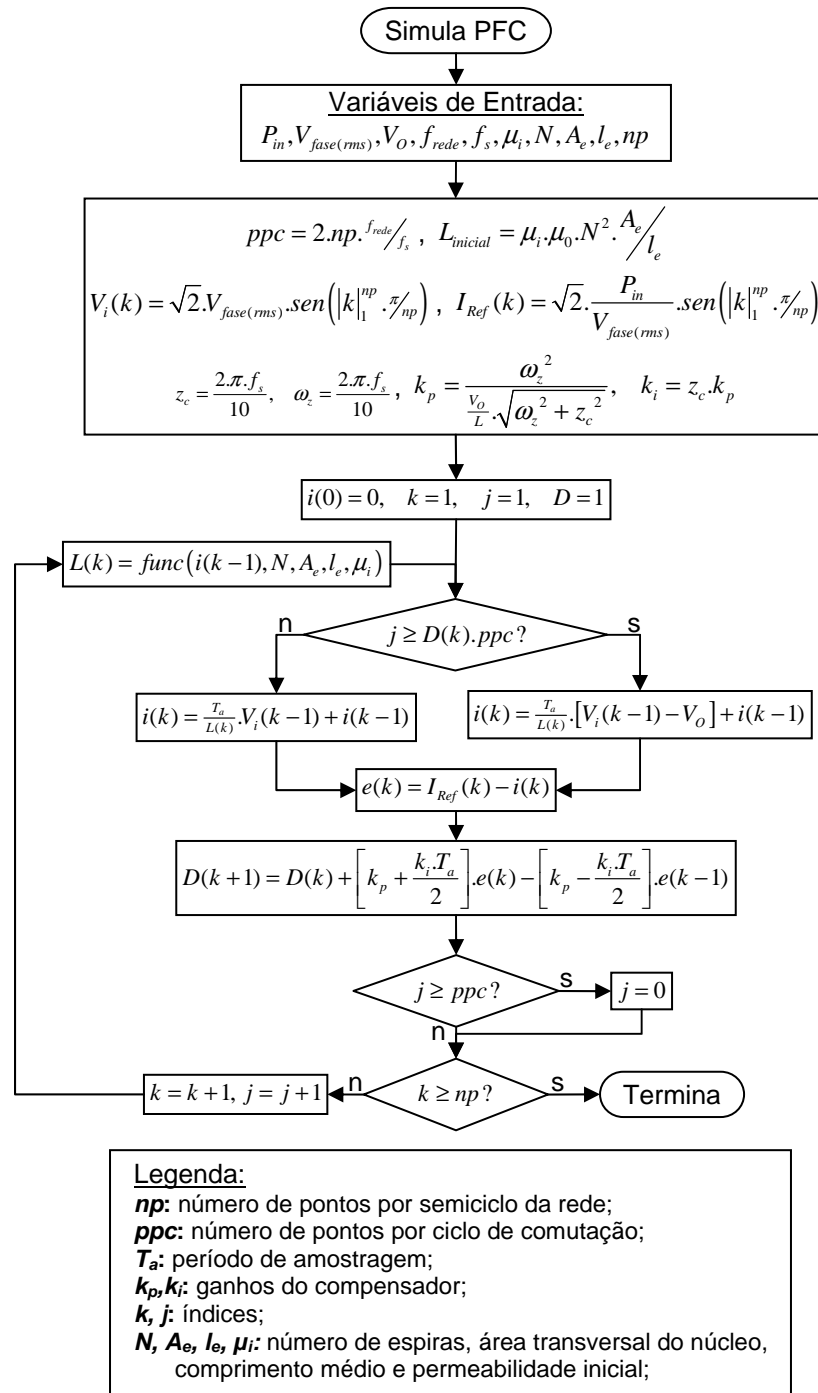 Simula PFC
Variáveis de Entrada:
P_in, V_fase(rms), V_O, f_rede, f_s, μ_i, N, A_e, l_e, np
ppc = 2.np.f_rede/f_s , L_inicial = μ_i.μ_0.N².A_e/l_e
V_i(k) = √2.V_fase(rms).sen(|k|_1^np.π/np) , I_Ref(k) = √2.P_in/V_fase(rms).sen(|k|_1^np.π/np)
z_c = 2.π.f_s/10, ω_z = 2.π.f_s/10 , k_p = ω_z²/(V_O/L.√(ω_z² + z_c²)), k_i = z_c.k_p
i(0) = 0, k = 1, j = 1, D = 1
L(k) = func(i(k−1), N, A_e, l_e, μ_i)
j ≥ D(k).ppc?
n
s
i(k) = T_a/L(k).V_i(k−1) + i(k−1)
i(k) = T_a/L(k).[V_i(k−1) − V_O] + i(k−1)
e(k) = I_Ref(k) − i(k)
D(k+1) = D(k) + [k_p + k_i.T_a/2].e(k) − [k_p − k_i.T_a/2].e(k−1)
j ≥ ppc?
s
j = 0
n
k ≥ np?
n
k = k+1, j = j+1
s
Termina
Legenda:
np: número de pontos por semiciclo da rede;
ppc: número de pontos por ciclo de comutação;
T_a: período de amostragem;
k_p,k_i: ganhos do compensador;
k, j: índices;
N, A_e, l_e, μ_i: número de espiras, área transversal do núcleo,
comprimento médio e permeabilidade inicial;